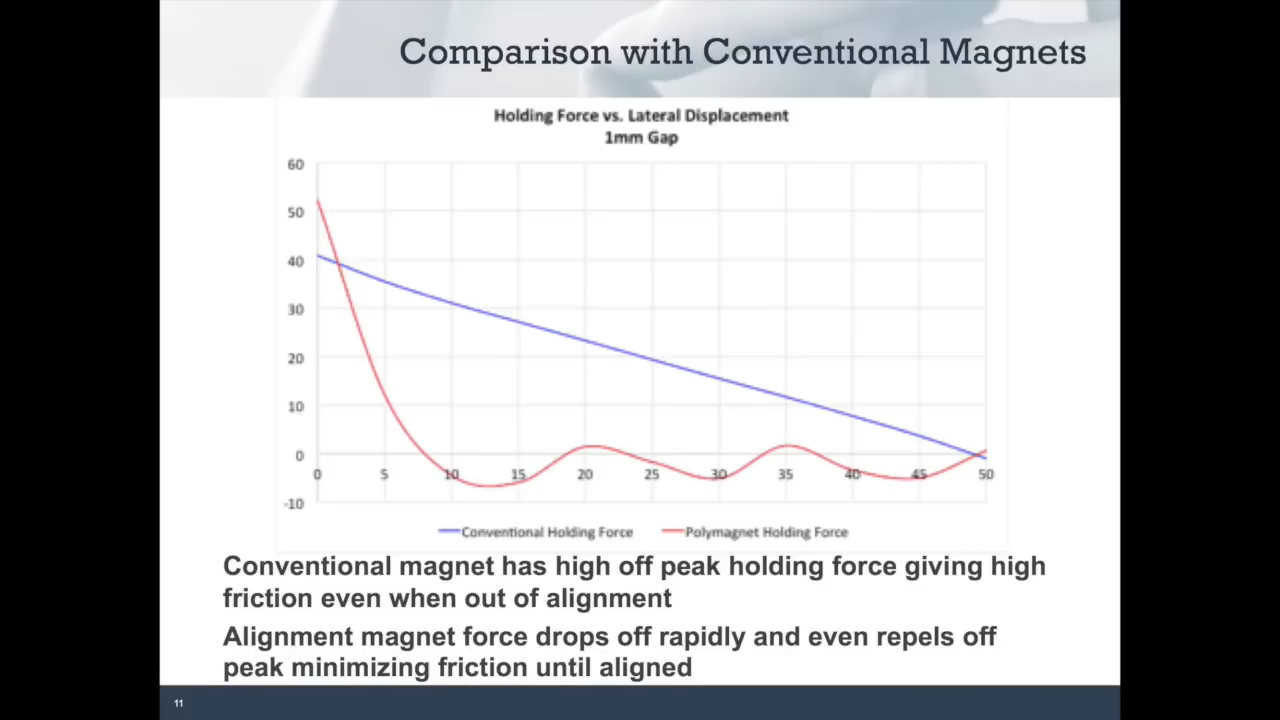 Comparison with Conventional Magnets
Holding Force vs. Lateral Displacement
1mm Gap
60
50
40
30
20
10
0
-10
0 5 10 15 20 25 30 35 40 45 50
Conventional Holding Force Polymagnet Holding Force
Conventional magnet has high off peak holding force giving high
friction even when out of alignment
Alignment magnet force drops off rapidly and even repels off
peak minimizing friction until aligned
11